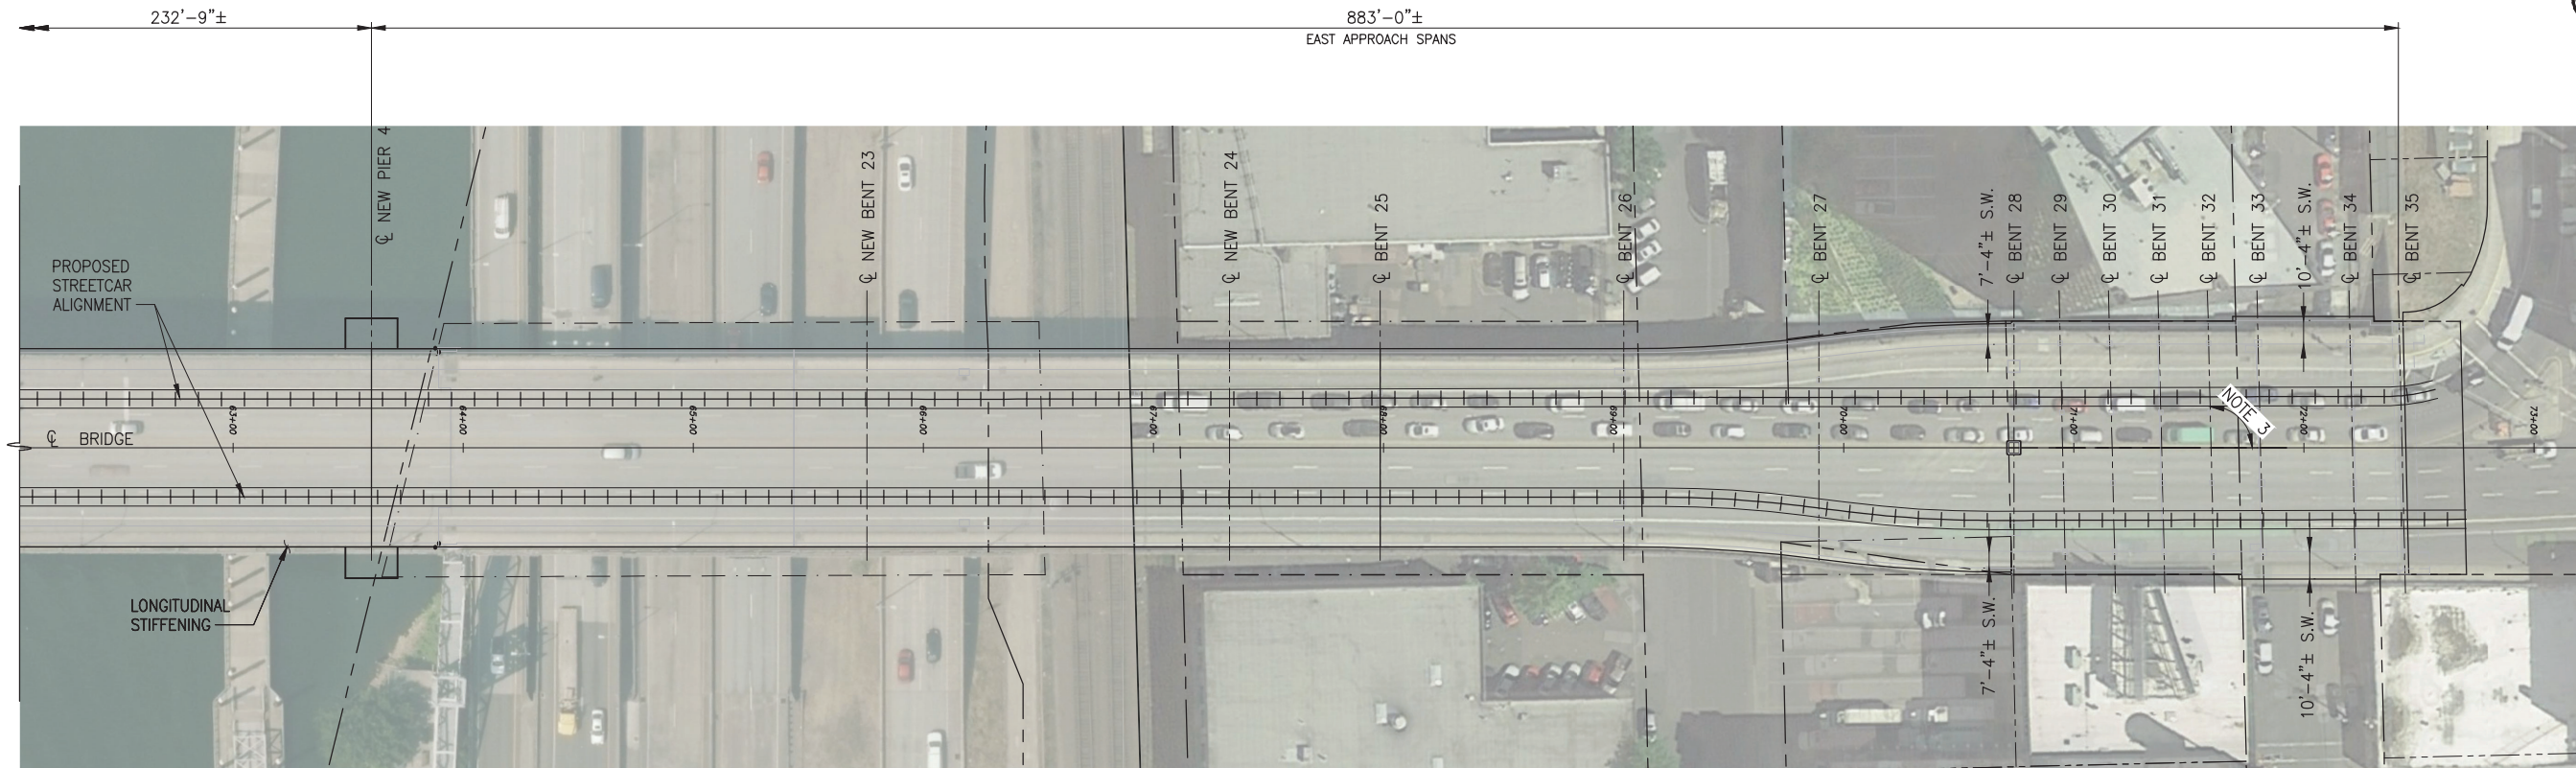 232'-9"±
883'-0"±
EAST APPROACH SPANS
℄ NEW PIER 4
℄ NEW BENT 23
℄ NEW BENT 24
℄ BENT 25
℄ BENT 26
℄ BENT 27
7'-4"± S.W.
℄ BENT 28
℄ BENT 29
℄ BENT 30
℄ BENT 31
℄ BENT 32
℄ BENT 33
10'-4"± S.W.
℄ BENT 34
℄ BENT 35
PROPOSED
STREETCAR
ALIGNMENT
63+00
64+00
65+00
66+00
67+00
68+00
69+00
70+00
71+00
72+00
73+00
NOTE 3
℄ BRIDGE
LONGITUDINAL
STIFFENING
7'-4"± S.W.
10'-4"± S.W.